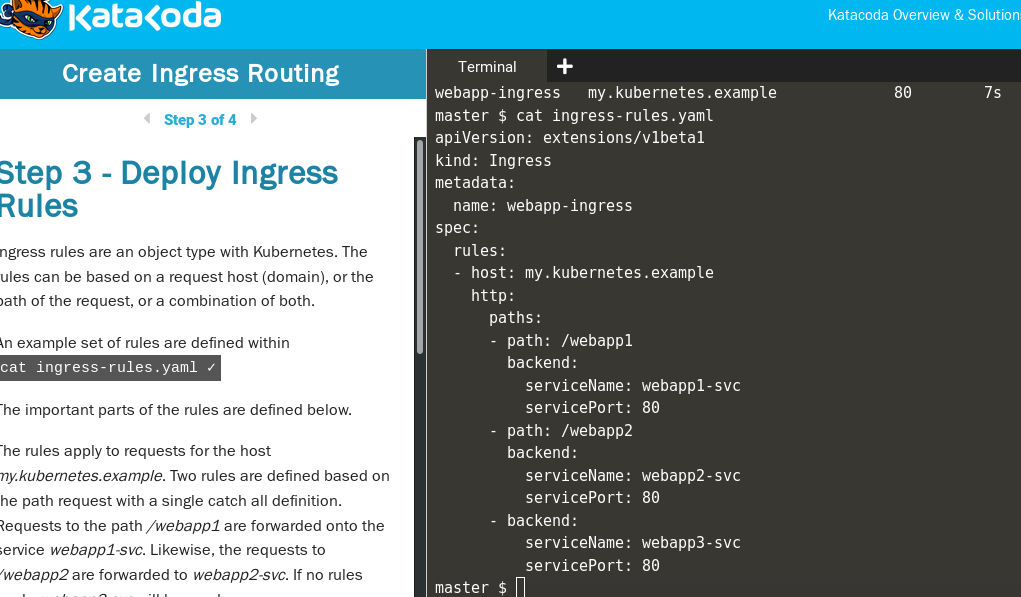 Katacoda
Katacoda Overview & Solutions
Create Ingress Routing
Step 3 of 4
Step 3 - Deploy Ingress
Rules
Ingress rules are an object type with Kubernetes. The
rules can be based on a request host (domain), or the
path of the request, or a combination of both.
An example set of rules are defined within
cat ingress-rules.yaml ✓
The important parts of the rules are defined below.
The rules apply to requests for the host
my.kubernetes.example. Two rules are defined based on
the path request with a single catch all definition.
Requests to the path /webapp1 are forwarded onto the
service webapp1-svc. Likewise, the requests to
/webapp2 are forwarded to webapp2-svc. If no rules
Terminal
webapp-ingress   my.kubernetes.example             80        7s
master $ cat ingress-rules.yaml
apiVersion: extensions/v1beta1
kind: Ingress
metadata:
  name: webapp-ingress
spec:
  rules:
  - host: my.kubernetes.example
    http:
      paths:
      - path: /webapp1
        backend:
          serviceName: webapp1-svc
          servicePort: 80
      - path: /webapp2
        backend:
          serviceName: webapp2-svc
          servicePort: 80
      - backend:
          serviceName: webapp3-svc
          servicePort: 80
master $